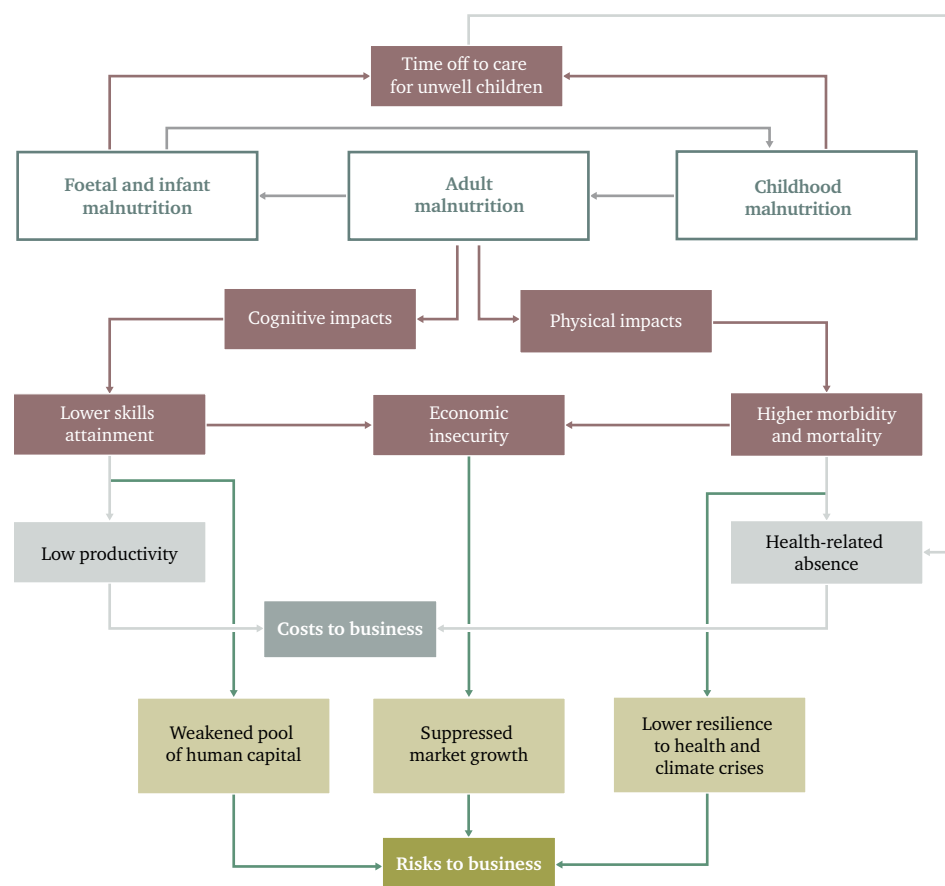 Time off to care
for unwell children
Foetal and infant
malnutrition
Adult
malnutrition
Childhood
malnutrition
Cognitive impacts
Physical impacts
Lower skills
attainment
Economic
insecurity
Higher morbidity
and mortality
Low productivity
Health-related
absence
Costs to business
Weakened pool
of human capital
Suppressed
market growth
Lower resilience
to health and
climate crises
Risks to business